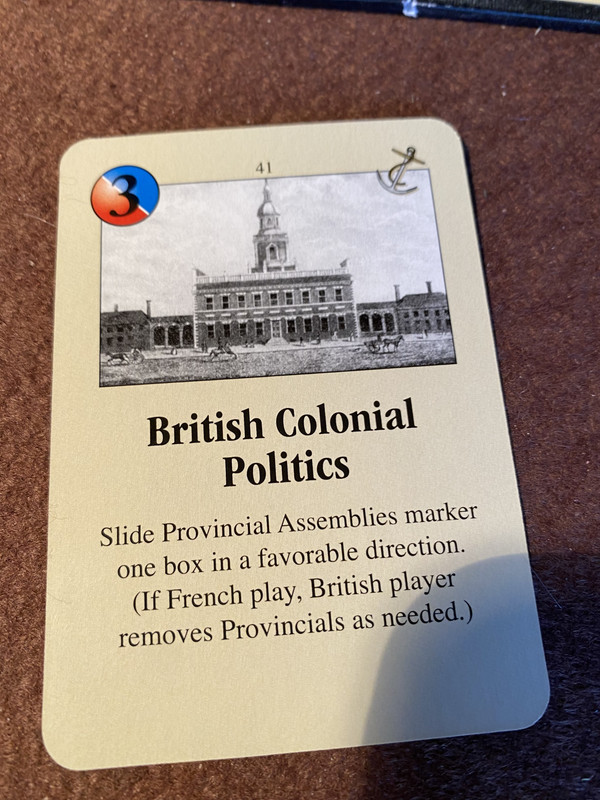 41
3
British Colonial
Politics
Slide Provincial Assemblies marker
one box in a favorable direction.
(If French play, British player
removes Provincials as needed.)